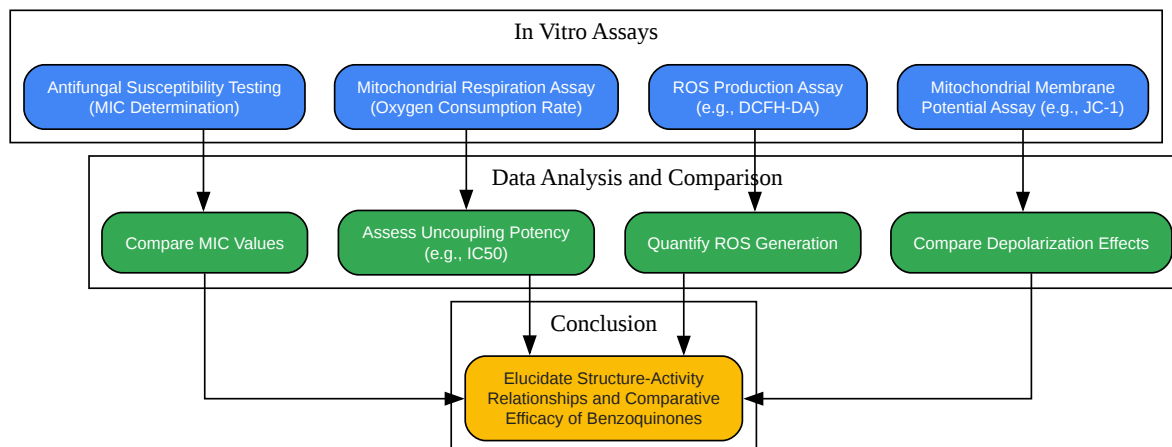 In Vitro Assays
Antifungal Susceptibility Testing
(MIC Determination)
Mitochondrial Respiration Assay
(Oxygen Consumption Rate)
ROS Production Assay
(e.g., DCFH-DA)
Mitochondrial Membrane
Potential Assay (e.g., JC-1)
Data Analysis and Comparison
Compare MIC Values
Assess Uncoupling Potency
(e.g., IC50)
Quantify ROS Generation
Compare Depolarization Effects
Conclusion
Elucidate Structure-Activity
Relationships and Comparative
Efficacy of Benzoquinones